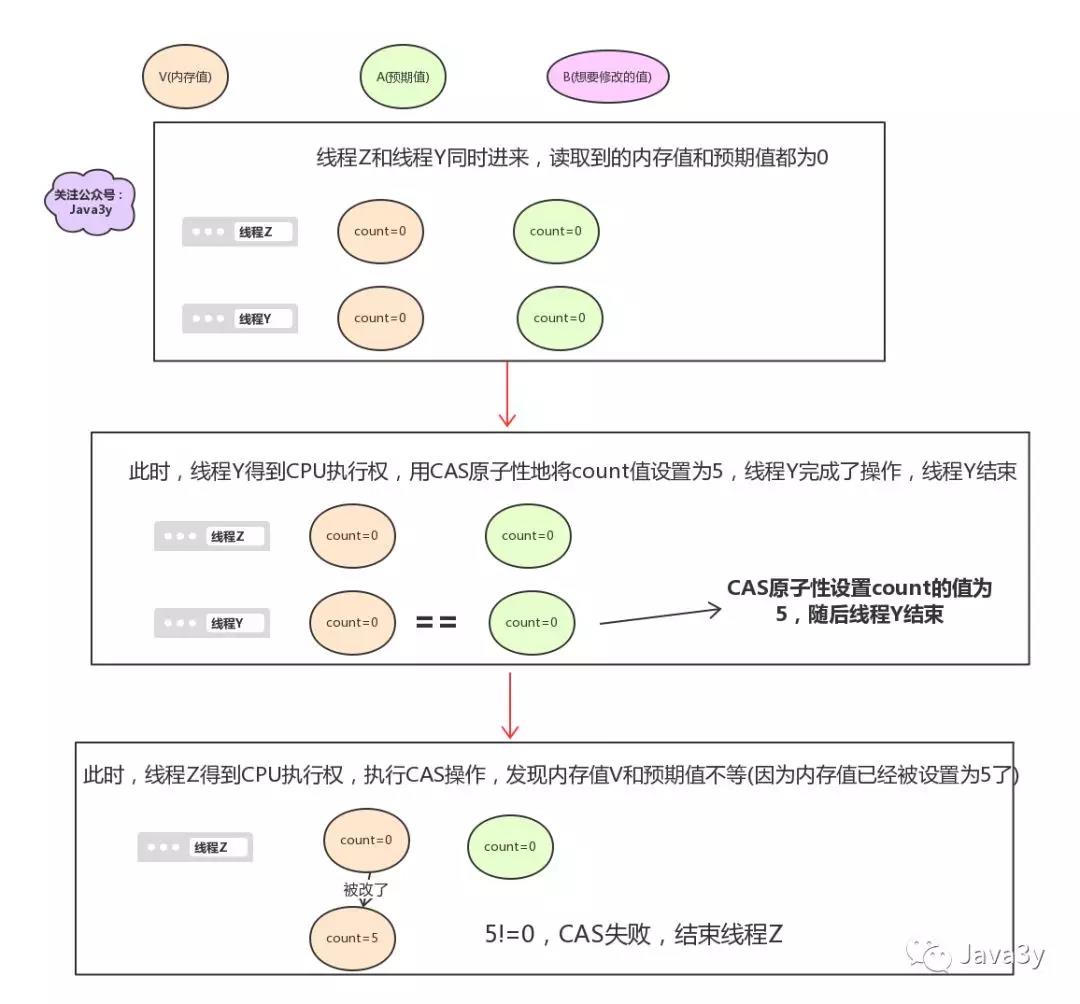 V(内存值)
A(预期值)
B(想要修改的值)
线程Z和线程Y同时进来，读取到的内存值和预期值都为0
关注公众号：
Java3y
线程Z
count=0
count=0
线程Y
count=0
count=0
此时，线程Y得到CPU执行权，用CAS原子性地将count值设置为5，线程Y完成了操作，线程Y结束
线程Z
count=0
count=0
线程Y
count=0
==
count=0
CAS原子性设置count的值为
5，随后线程Y结束
此时，线程Z得到CPU执行权，执行CAS操作，发现内存值V和预期值不等(因为内存值已经被设置为5了)
线程Z
count=0
count=0
被改了
count=5
5!=0，CAS失败，结束线程Z
Java3y